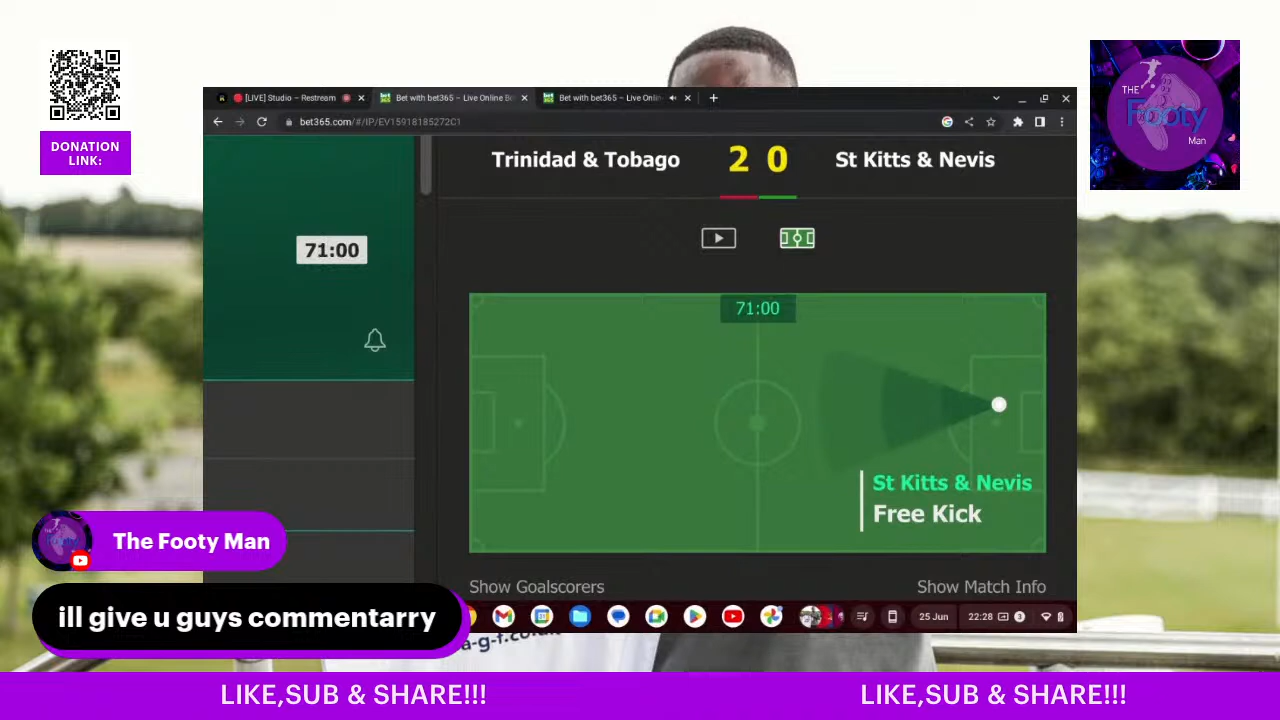 DONATION
LINK:
[LIVE] Studio – Restream
Bet with bet365 – Live Online Be
Bet with bet365 – Live Onlin
bet365.com/#/IP/EV15918185272C1
THE
Footy
Man
Trinidad & Tobago 2 0 St Kitts & Nevis
71:00
71:00
St Kitts & Nevis
Free Kick
Show Goalscorers
Show Match Info
The Footy Man
ill give u guys commentarry
25 Jun
22:28
3
LIKE,SUB & SHARE!!!
LIKE,SUB & SHARE!!!